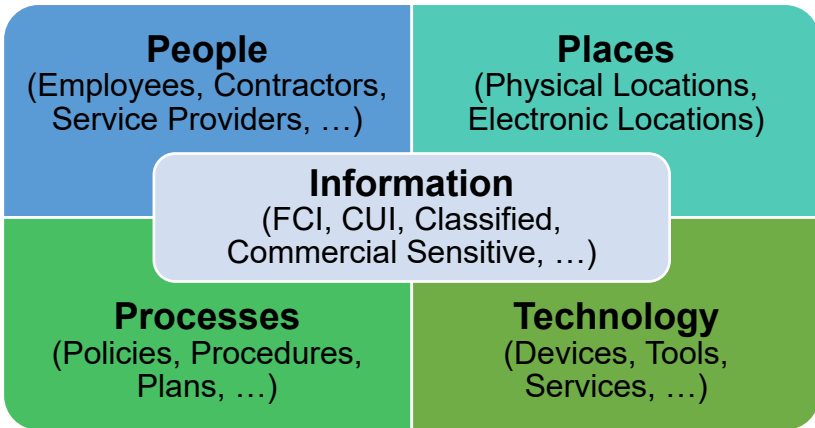 People
(Employees, Contractors,
Service Providers, …)
Places
(Physical Locations,
Electronic Locations)
Information
(FCI, CUI, Classified,
Commercial Sensitive, …)
Processes
(Policies, Procedures,
Plans, …)
Technology
(Devices, Tools,
Services, …)